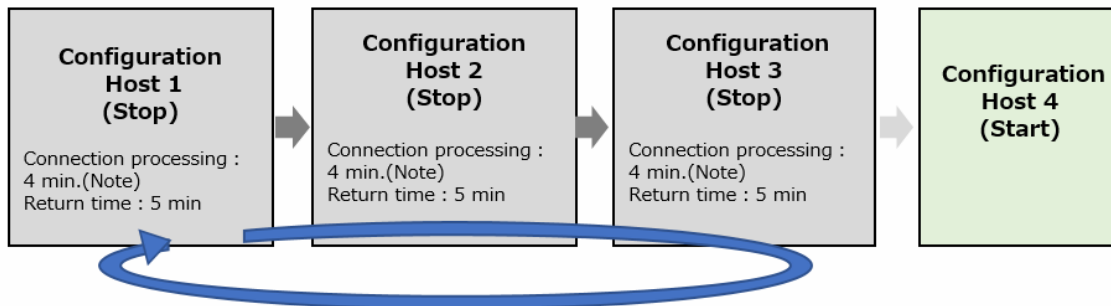 Configuration
Host 1
(Stop)
Connection processing :
4 min.(Note)
Return time : 5 min
Configuration
Host 2
(Stop)
Connection processing :
4 min.(Note)
Return time : 5 min
Configuration
Host 3
(Stop)
Connection processing :
4 min.(Note)
Return time : 5 min
Configuration
Host 4
(Start)